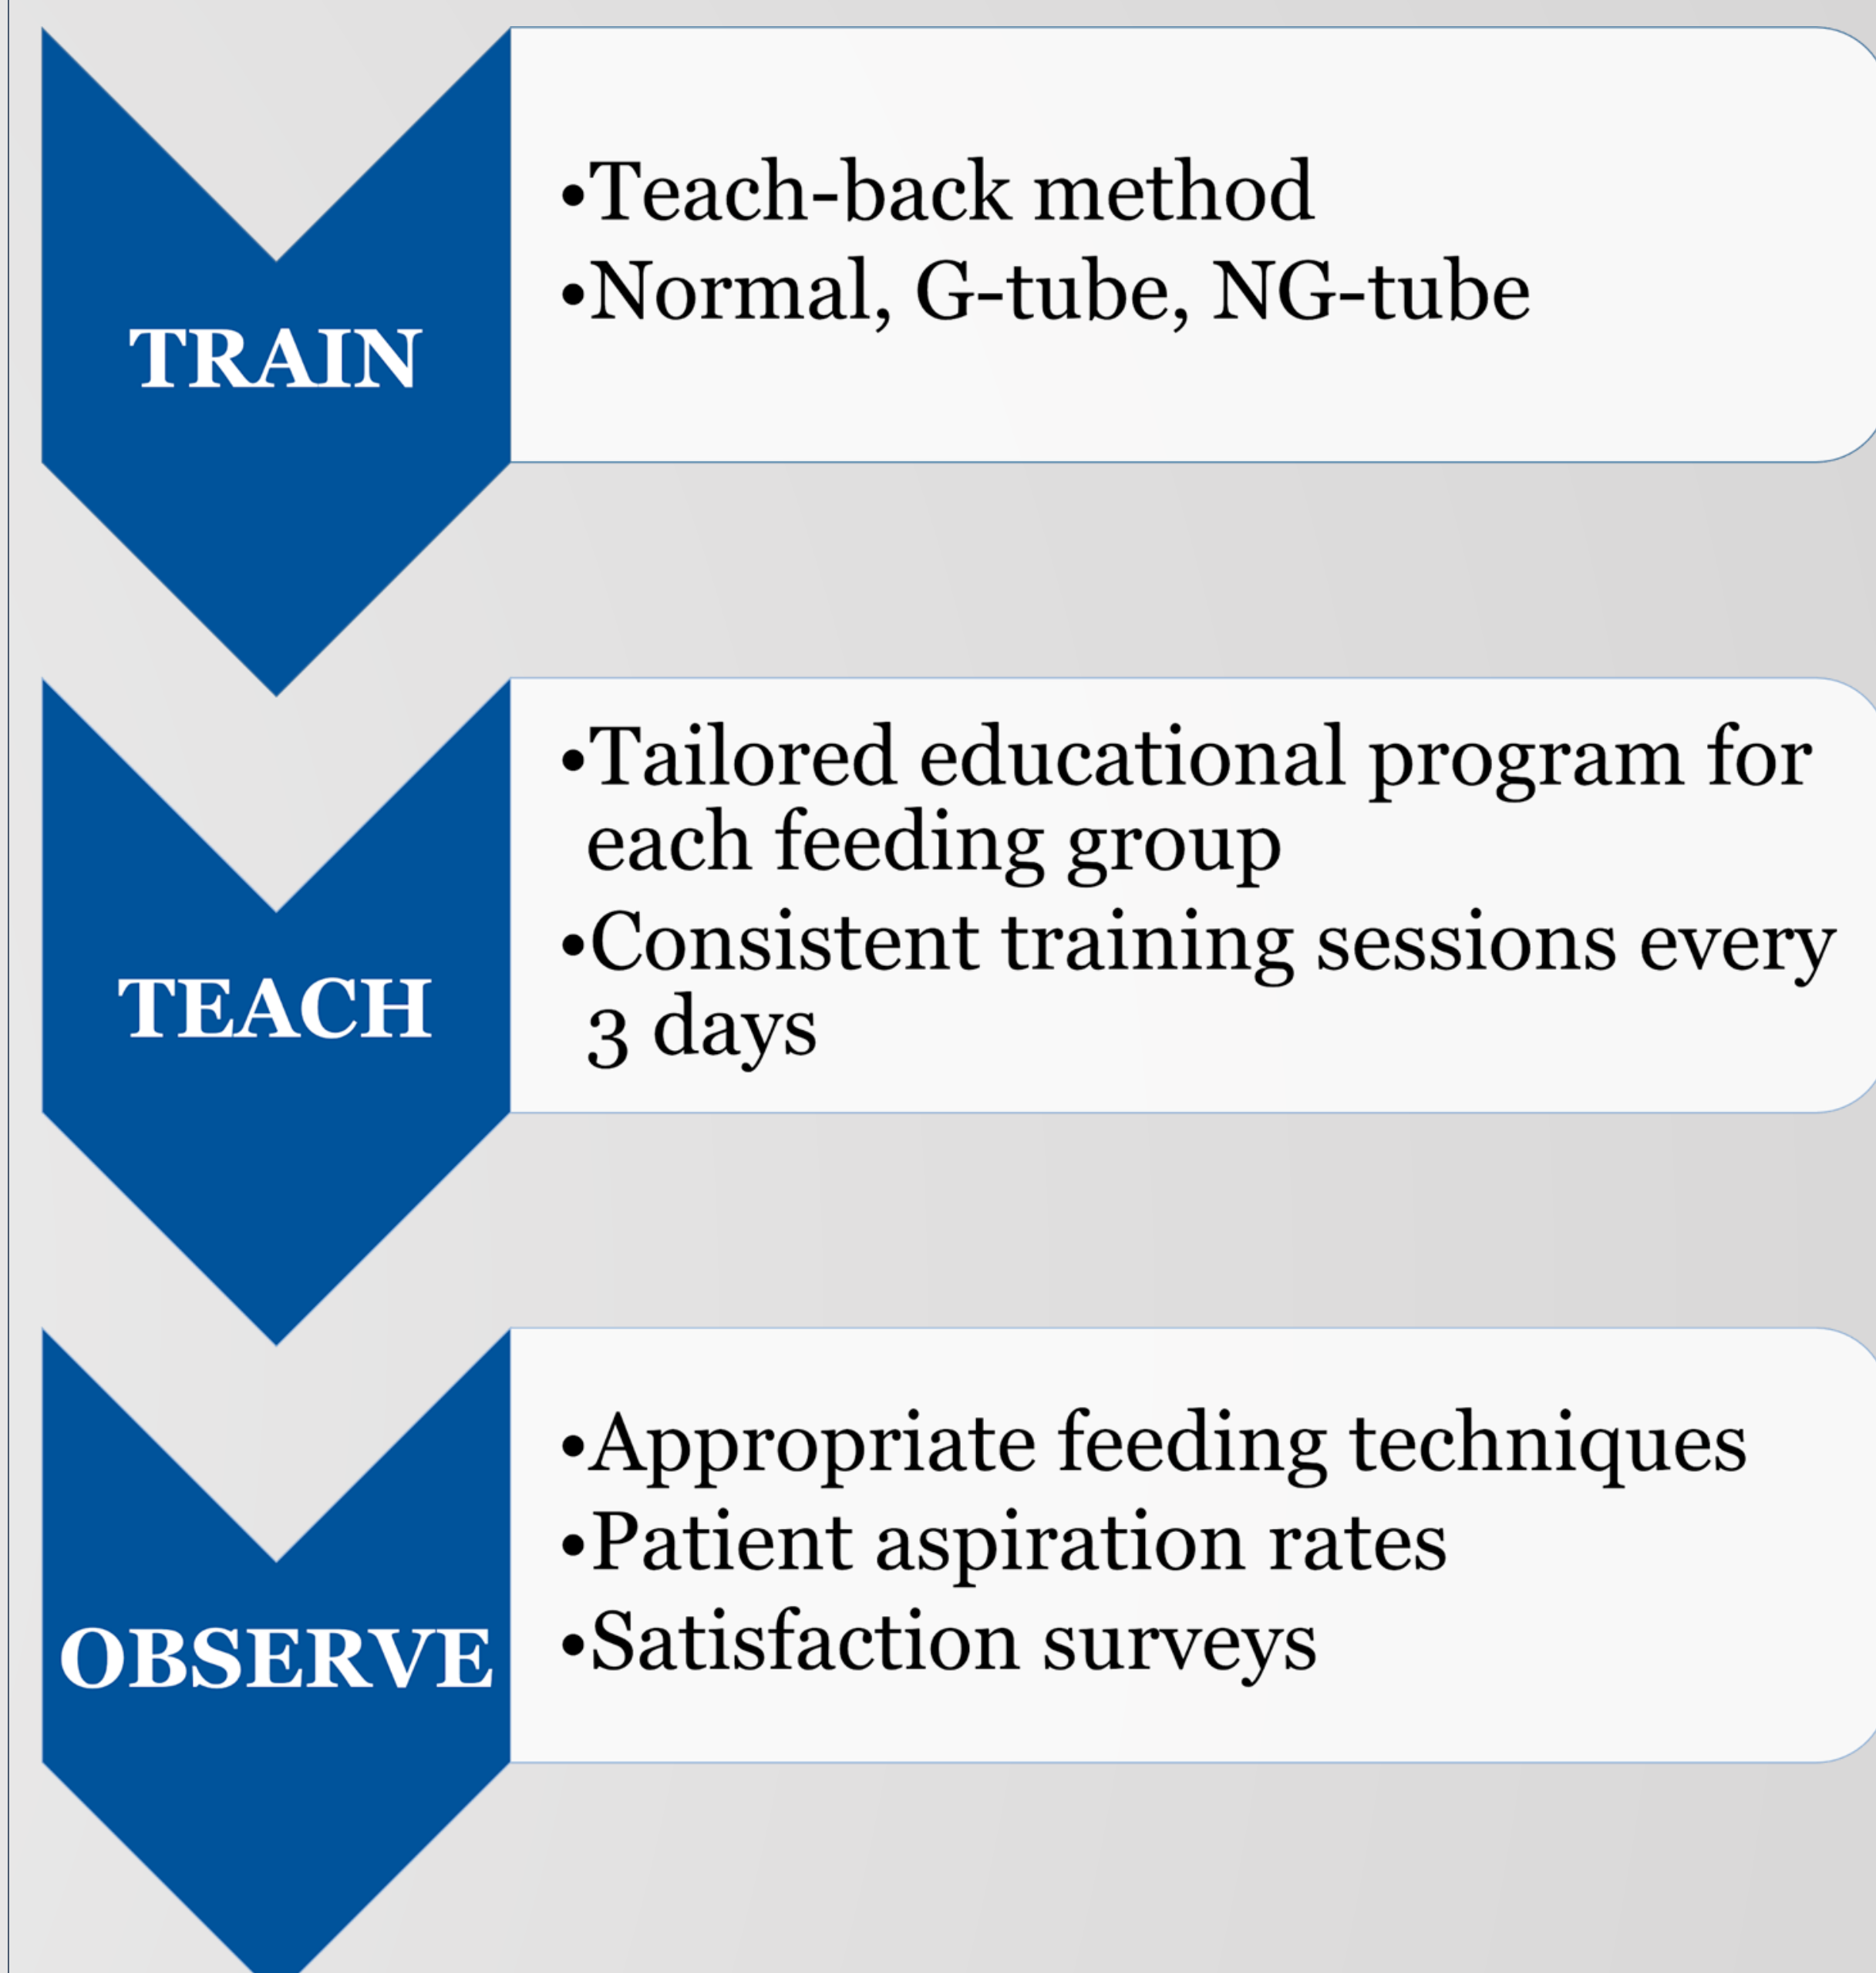 TRAIN
•Teach-back method
•Normal, G-tube, NG-tube
TEACH
•Tailored educational program for
each feeding group
•Consistent training sessions every
3 days
OBSERVE
•Appropriate feeding techniques
•Patient aspiration rates
•Satisfaction surveys